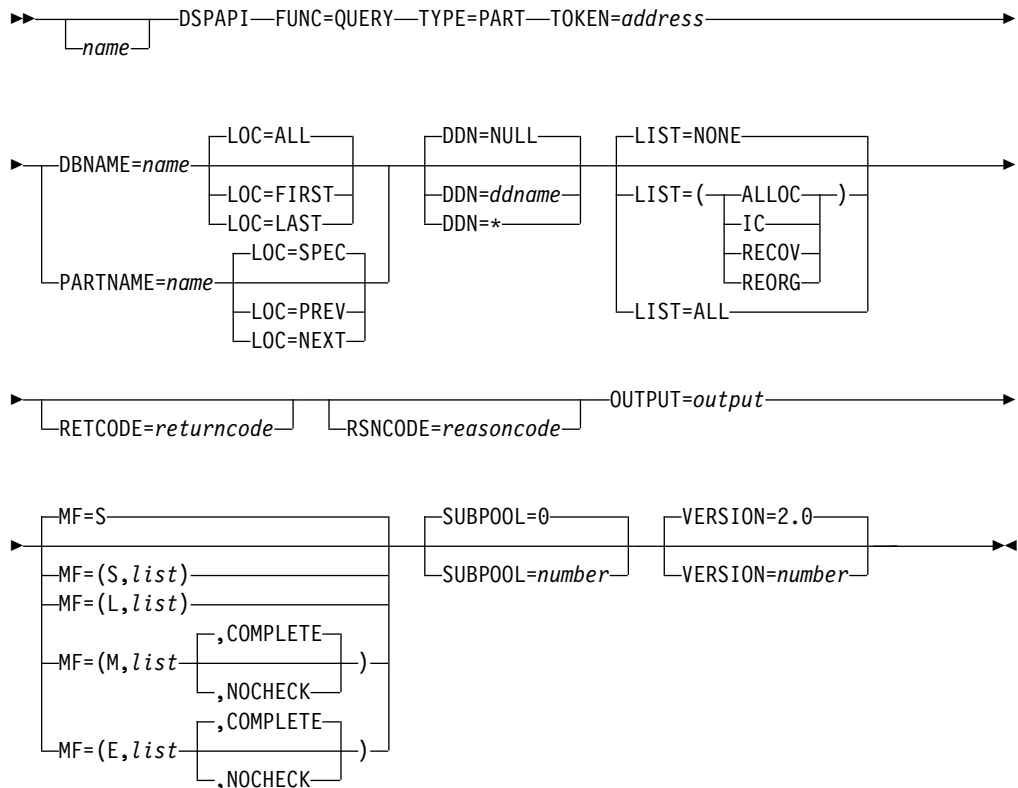 DSPAPI FUNC=QUERY TYPE=PART TOKEN=address
name
LOC=ALL DDN=NULL LIST=NONE
DBNAME=name
LOC=FIRST DDN=ddname LIST=( ALLOC )
LOC=LAST DDN=* IC
LOC=SPEC RECOV
PARTNAME=name REORG
LOC=PREV LIST=ALL
LOC=NEXT
OUTPUT=output
RETCODE=returncode RSNCODE=reasoncode
MF=S SUBPOOL=0 VERSION=2.0
MF=(S,list) SUBPOOL=number VERSION=number
MF=(L,list)
,COMPLETE
MF=(M,list )
,NOCHECK
,COMPLETE
MF=(E,list )
,NOCHECK